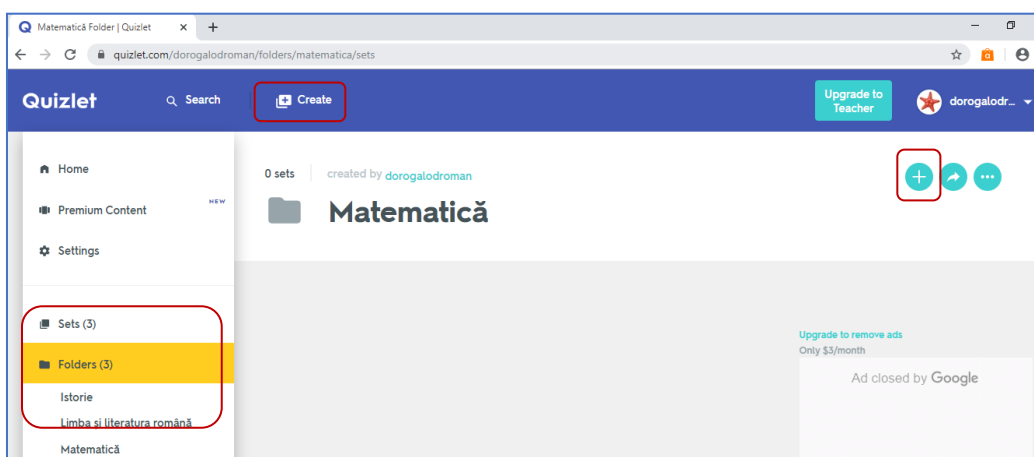 Matematică Folder | Quizlet
quizlet.com/dorogalodroman/folders/matematica/sets
Quizlet Search Create Upgrade to Teacher dorogalodr...
Home
Premium Content NEW
Settings
Sets (3)
Folders (3)
Istorie
Limba si literatura română
Matematică
0 sets created by dorogalodroman
Matematică
Upgrade to remove ads
Only $3/month
Ad closed by Google